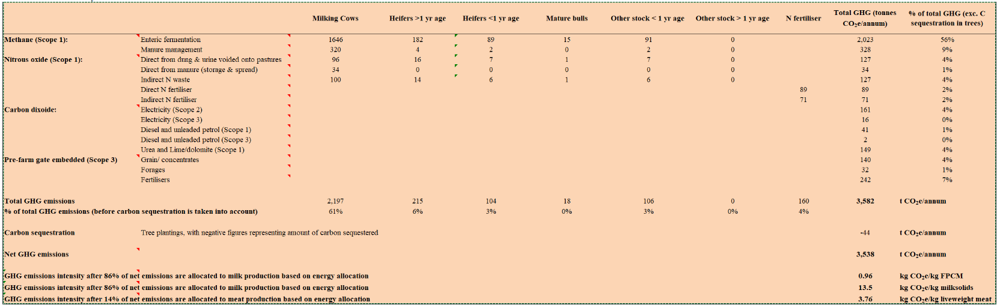 Milking Cows Heifers >1 yr age Heifers <1 yr age Mature bulls Other stock < 1 yr age Other stock > 1 yr age N fertiliser Total GHG (tonnes CO₂e/annum) % of total GHG (exc. C sequestration in trees)
Methane (Scope 1): Enteric fermentation 1646 182 89 15 91 0 2,023 56%
Manure management 320 4 2 0 2 0 328 9%
Nitrous oxide (Scope 1): Direct from dung & urine voided onto pastures 96 16 7 1 7 0 127 4%
Direct from manure (storage & spread) 34 0 0 0 0 0 34 1%
Indirect N waste 100 14 6 1 6 0 127 4%
Direct N fertiliser 89 89 2%
Indirect N fertiliser 71 71 2%
Carbon dixoide: Electricity (Scope 2) 161 4%
Electricity (Scope 3) 16 0%
Diesel and unleaded petrol (Scope 1) 41 1%
Diesel and unleaded petrol (Scope 3) 2 0%
Urea and Lime/dolomite (Scope 1) 149 4%
Pre-farm gate embedded (Scope 3) Grain/ concentrates 140 4%
Forages 32 1%
Fertilisers 242 7%
Total GHG emissions 2,197 215 104 18 106 0 160 3,582 t CO₂e/annum
% of total GHG emissions (before carbon sequestration is taken into account) 61% 6% 3% 0% 3% 0% 4%
Carbon sequestration Tree plantings, with negative figures representing amount of carbon sequestered -44 t CO₂e/annum
Net GHG emissions 3,538 t CO₂e/annum
GHG emissions intensity after 86% of net emissions are allocated to milk production based on energy allocation 0.96 kg CO₂e/kg FPCM
GHG emissions intensity after 86% of net emissions are allocated to milk production based on energy allocation 13.5 kg CO₂e/kg milksolids
GHG emissions intensity after 14% of net emissions are allocated to meat production based on energy allocation 3.76 kg CO₂e/kg liveweight meat